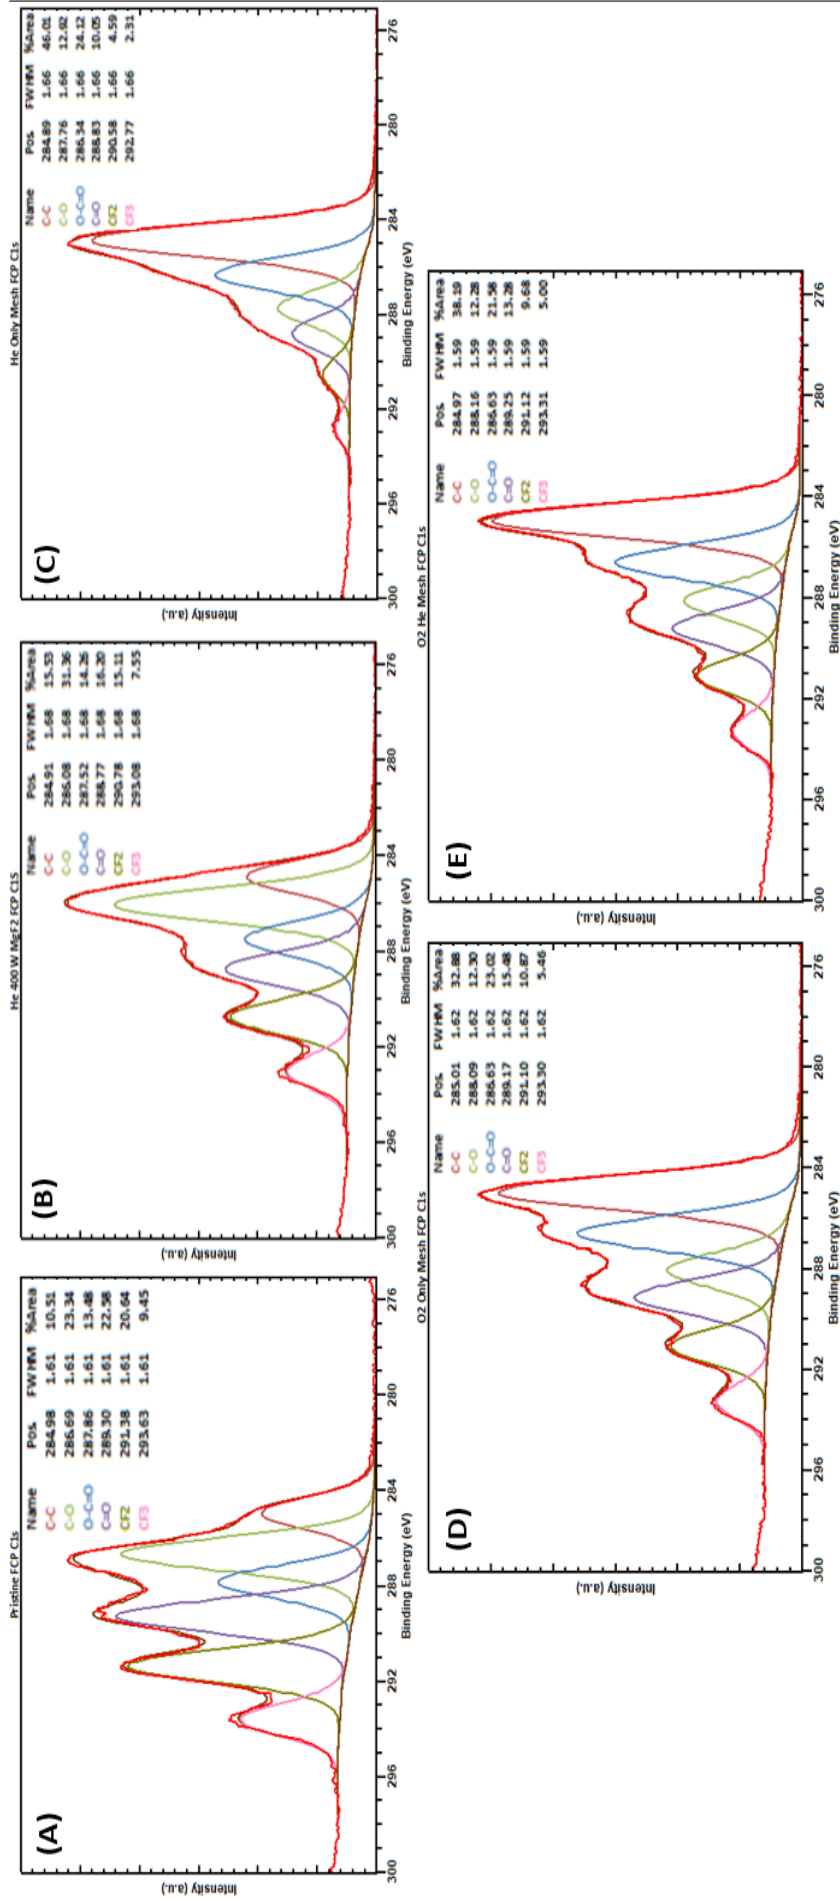 Pristine FCP C1s
(A)
Name Pos. FWHM %Area
C-C 284.98 1.61 10.51
C-O 286.69 1.61 23.34
O-C=O 287.86 1.61 13.48
C=O 289.30 1.61 22.58
CF2 291.38 1.61 20.64
CF3 293.63 1.61 9.45
Intensity (a.u.)
300 296 292 288 284 280 276
Binding Energy (eV)
He 400 W MgF2 FCP C1S
(B)
Name Pos. FWHM %Area
C-C 284.91 1.68 15.53
C-O 286.08 1.68 31.36
O-C=O 287.52 1.68 14.26
C=O 288.77 1.68 16.20
CF2 290.78 1.68 15.11
CF3 293.08 1.68 7.55
Intensity (a.u.)
300 296 292 288 284 280 276
Binding Energy (eV)
He Only Mesh FCP C1s
(C)
Name Pos. FWHM %Area
C-C 284.89 1.66 46.01
C-O 287.76 1.66 12.92
O-C=O 286.34 1.66 24.12
C=O 288.83 1.66 10.05
CF2 290.58 1.66 4.59
CF3 292.77 1.66 2.31
Intensity (a.u.)
300 296 292 288 284 280 276
Binding Energy (eV)
O2 Only Mesh FCP C1s
(D)
Name Pos. FWHM %Area
C-C 285.01 1.62 32.88
C-O 288.09 1.62 12.30
O-C=O 286.63 1.62 23.02
C=O 289.17 1.62 15.48
CF2 291.10 1.62 10.87
CF3 293.30 1.62 5.46
Intensity (a.u.)
300 296 292 288 284 280 276
Binding Energy (eV)
O2 He Mesh FCP C1s
(E)
Name Pos. FWHM %Area
C-C 284.97 1.59 38.19
C-O 288.16 1.59 12.28
O-C=O 286.63 1.59 21.58
C=O 289.25 1.59 13.28
CF2 291.12 1.59 9.68
CF3 293.31 1.59 5.00
Intensity (a.u.)
300 296 292 288 284 280 276
Binding Energy (eV)